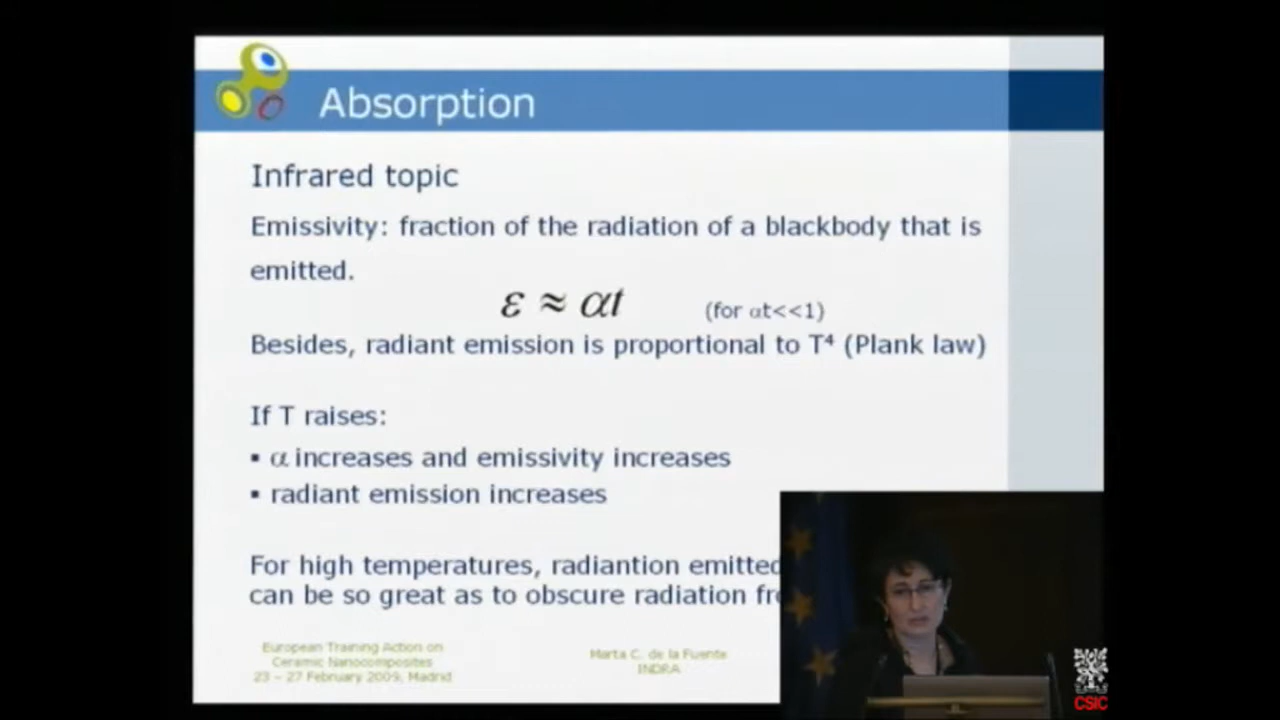 Absorption
Infrared topic
Emissivity: fraction of the radiation of a blackbody that is
emitted.
ε ≈ αt (for αt<<1)
Besides, radiant emission is proportional to T⁴ (Plank law)
If T raises:
▪ α increases and emissivity increases
▪ radiant emission increases
For high temperatures, radiantion emitted
can be so great as to obscure radiation
European Training Action on
Ceramic Nanocomposites
23 – 27 February 2009, Madrid
Marta C. de la Fuente
INDRA
CSIC